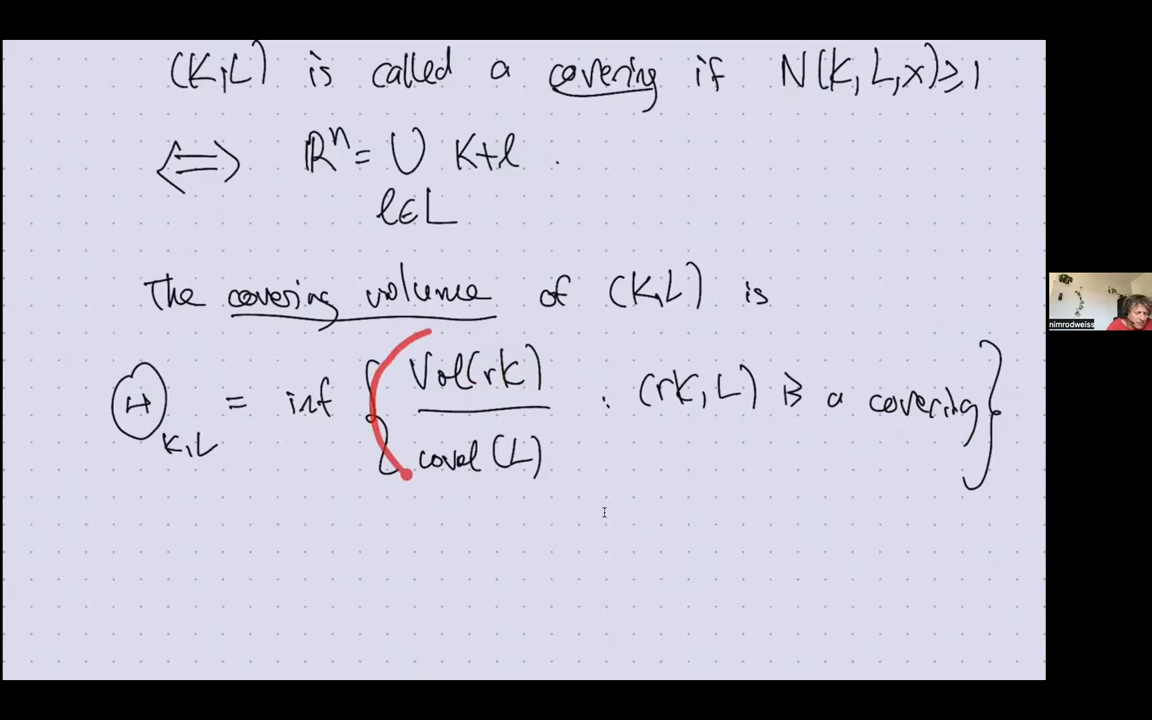 (K,L) is called a covering if N(K, L, x) ≥ 1
⟺ ℝⁿ = ∪ K+ℓ .
ℓ∈L
The covering volume of (K,L) is
Θ_{K,L} = inf { Vol(rK) / covol(L) : (rK, L) is a covering }
nimrodweiss